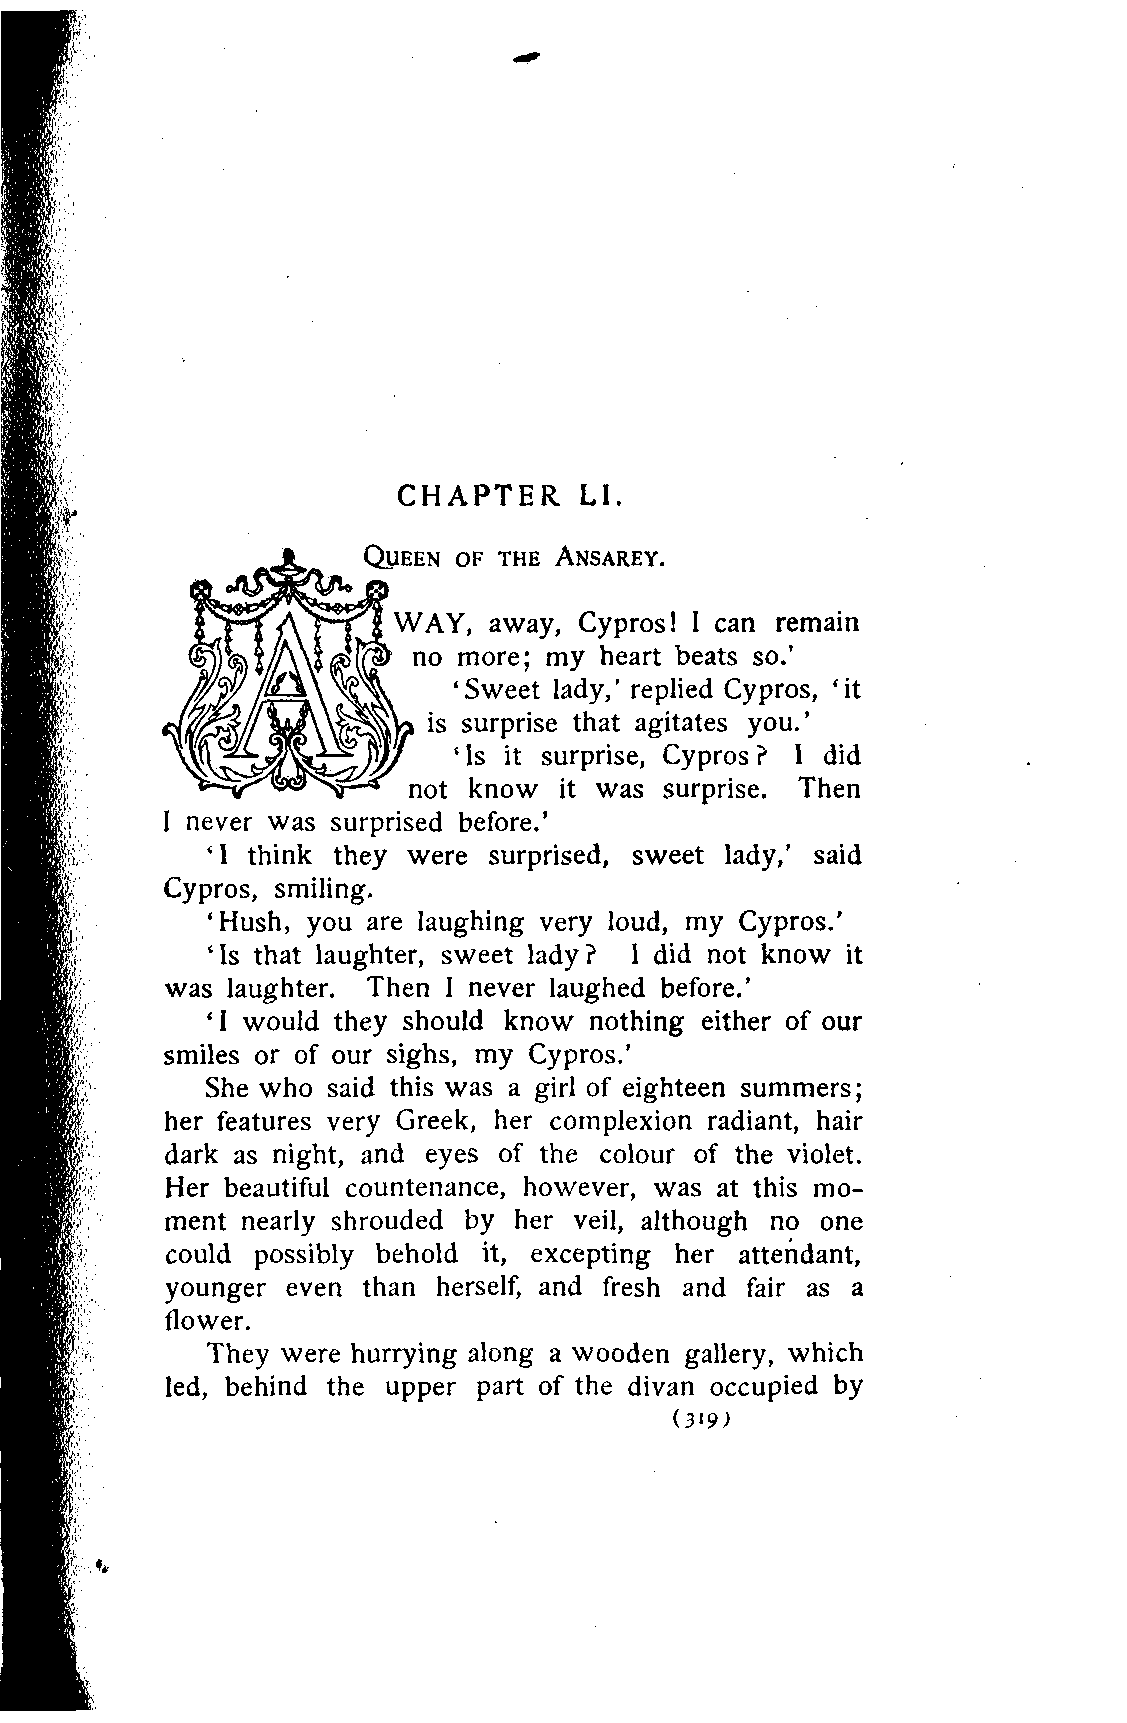 CHAPTER LI.
QUEEN OF THE ANSAREY.
AWAY, away, Cypros! I can remain
no more; my heart beats so.’
‘Sweet lady,’ replied Cypros, ‘it
is surprise that agitates you.’
‘Is it surprise, Cypros? I did
not know it was surprise. Then
I never was surprised before.’
‘I think they were surprised, sweet lady,’ said
Cypros, smiling.
‘Hush, you are laughing very loud, my Cypros.’
‘Is that laughter, sweet lady? I did not know it
was laughter. Then I never laughed before.’
‘I would they should know nothing either of our
smiles or of our sighs, my Cypros.’
She who said this was a girl of eighteen summers;
her features very Greek, her complexion radiant, hair
dark as night, and eyes of the colour of the violet.
Her beautiful countenance, however, was at this mo-
ment nearly shrouded by her veil, although no one
could possibly behold it, excepting her attendant,
younger even than herself, and fresh and fair as a
flower.
They were hurrying along a wooden gallery, which
led, behind the upper part of the divan occupied by
(319)